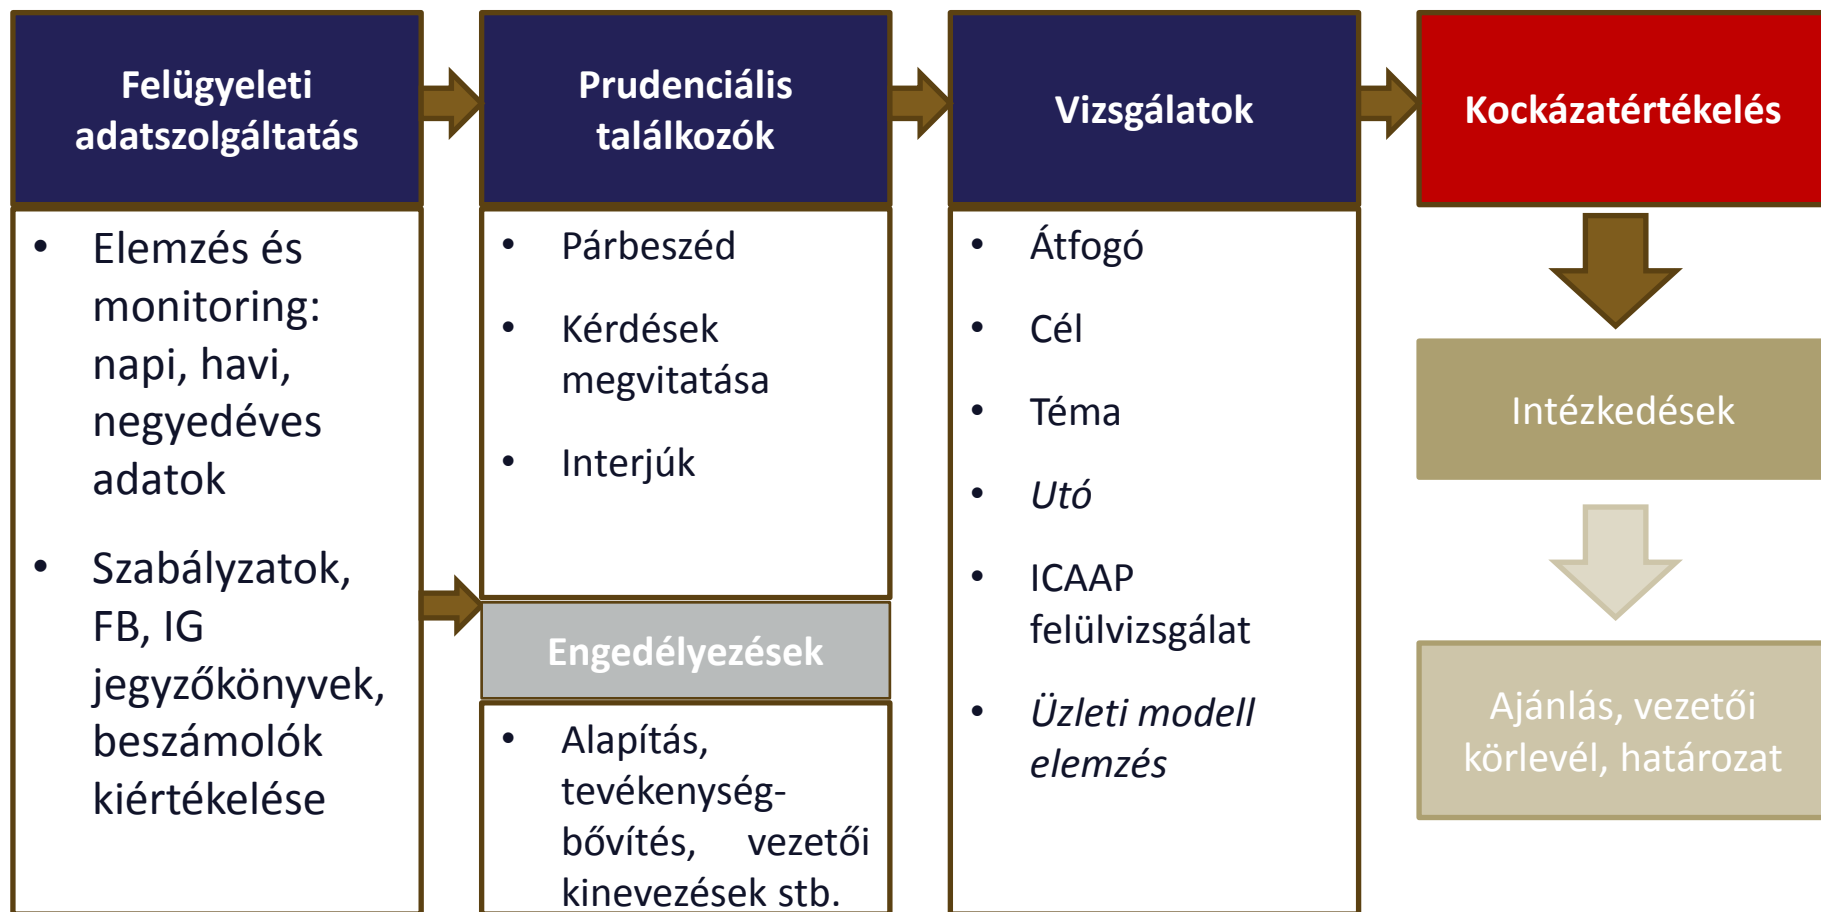 Felügyeleti
adatszolgáltatás
• Elemzés és
monitoring:
napi, havi,
negyedéves
adatok
• Szabályzatok,
FB, IG
jegyzőkönyvek,
beszámolók
kiértékelése
Prudenciális
találkozók
• Párbeszéd
• Kérdések
megvitatása
• Interjúk
Engedélyezések
• Alapítás,
tevékenység-
bővítés, vezetői
kinevezések stb.
Vizsgálatok
• Átfogó
• Cél
• Téma
• Utó
• ICAAP
felülvizsgálat
• Üzleti modell
elemzés
Kockázatértékelés
Intézkedések
Ajánlás, vezetői
körlevél, határozat